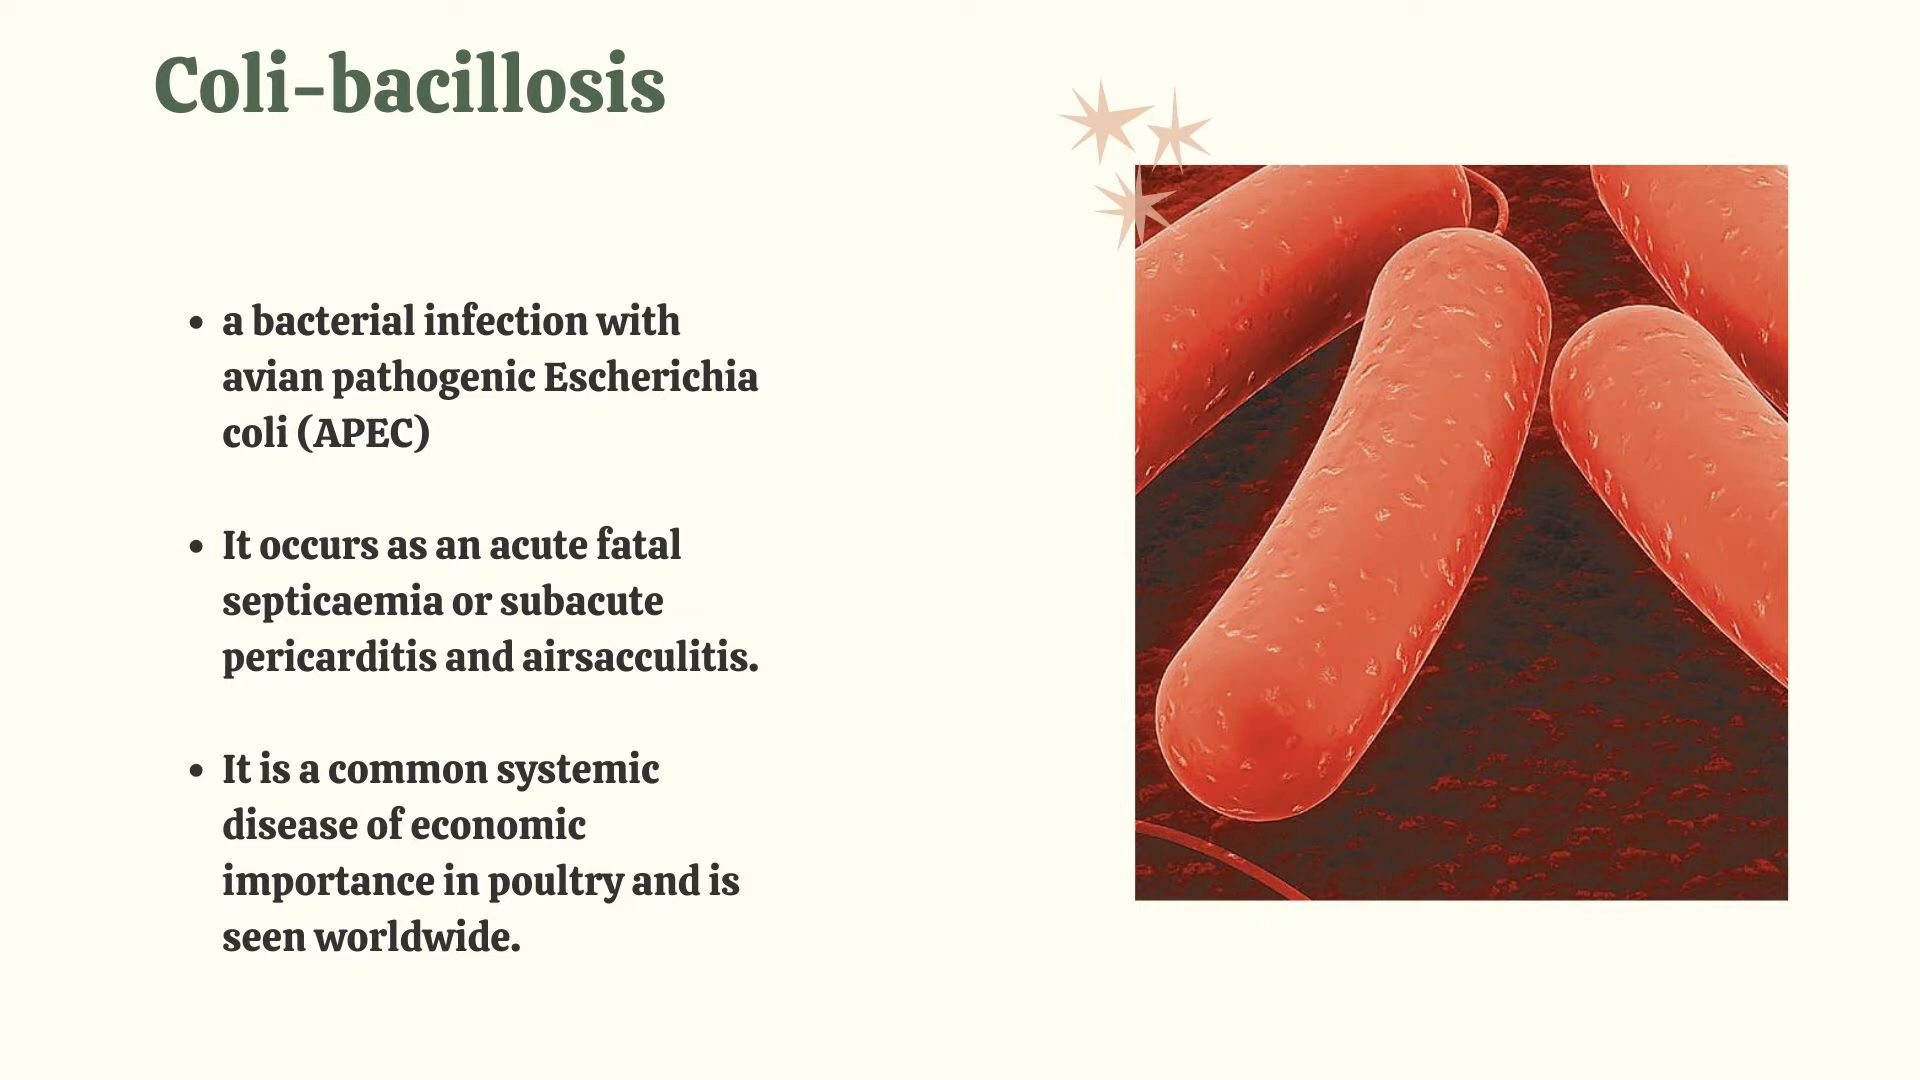 Coli-bacillosis
• a bacterial infection with
avian pathogenic Escherichia
coli (APEC)
• It occurs as an acute fatal
septicaemia or subacute
pericarditis and airsacculitis.
• It is a common systemic
disease of economic
importance in poultry and is
seen worldwide.